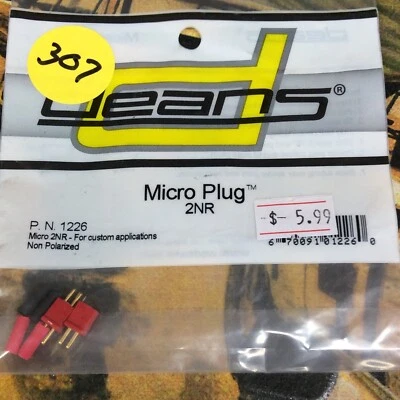 307
deans®
Micro Plug™
2NR
P. N. 1226
Micro 2NR - For custom applications
Non Polarized
$- 5.99
6 70091 01226 0